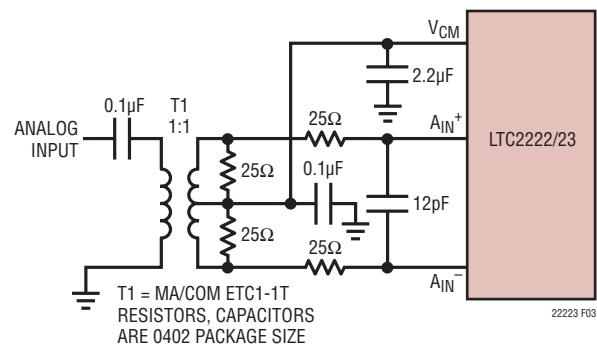 V_CM
2.2µF
0.1µF
T1
1:1
25Ω
A_IN^+
ANALOG
INPUT
LTC2222/23
25Ω
0.1µF
12pF
25Ω
25Ω
A_IN^–
T1 = MA/COM ETC1-1T
RESISTORS, CAPACITORS
ARE 0402 PACKAGE SIZE
22223 F03